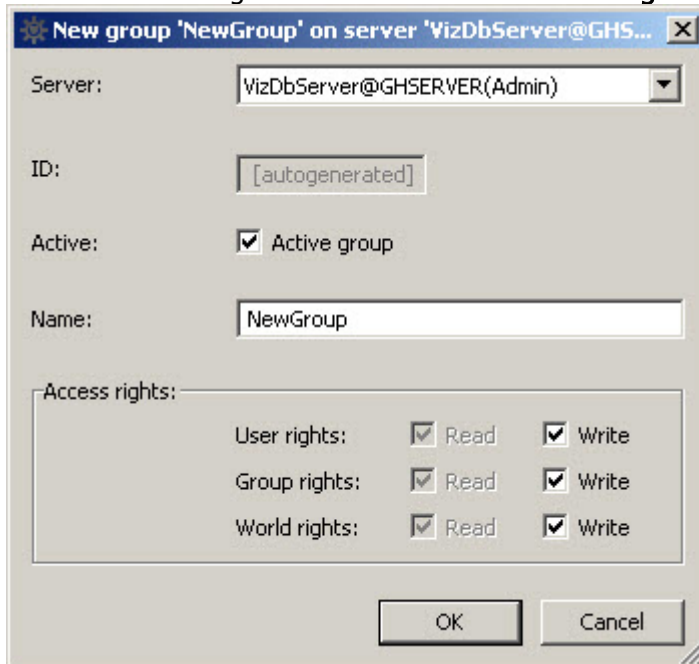 New group 'NewGroup' on server 'VizDbServer@GHS...
Server: VizDbServer@GHSERVER(Admin)
ID: [autogenerated]
Active: Active group
Name: NewGroup
Access rights:
User rights: Read Write
Group rights: Read Write
World rights: Read Write
OK Cancel